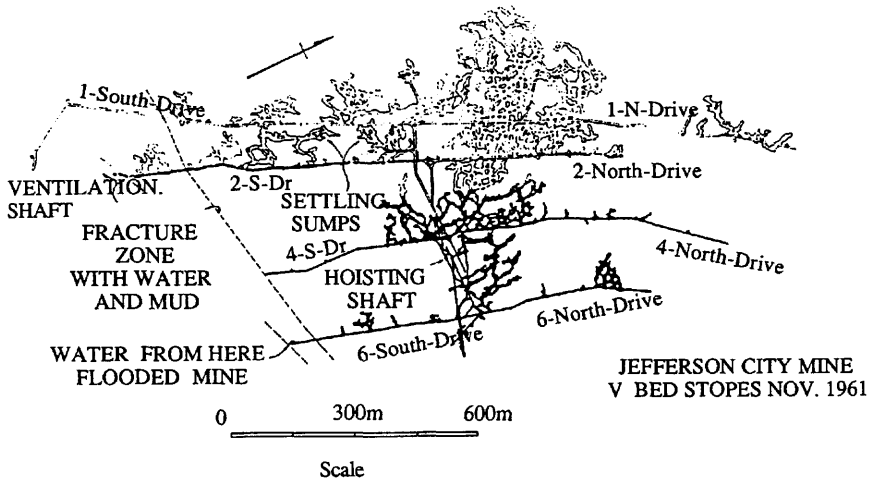 1-South-Drive
1-N-Drive
VENTILATION.
SHAFT
2-S-Dr
2-North-Drive
SETTLING
SUMPS
FRACTURE
ZONE
WITH WATER
AND MUD
4-S-Dr
4-North-Drive
HOISTING
SHAFT
6-North-Drive
6-South-Drive
WATER FROM HERE
FLOODED MINE
JEFFERSON CITY MINE
V BED STOPES NOV. 1961
0 300m 600m
Scale